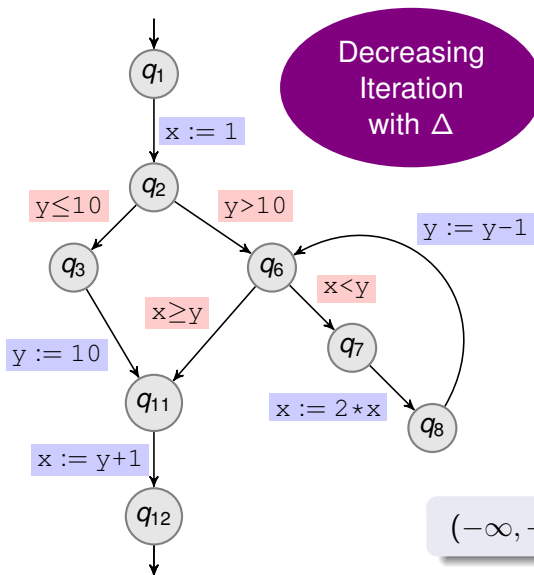 q1
Decreasing
Iteration
with Δ
x := 1
q2
y≤10
y>10
y := y-1
q3
q6
x<y
x≥y
q7
y := 10
x := 2*x
q11
q8
x := y+1
q12
(−∞, −